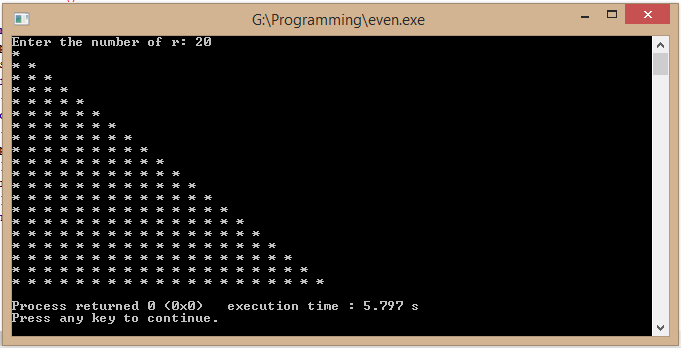 G:\Programming\even.exe
Enter the number of r: 20
*
* *
* * *
* * * *
* * * * *
* * * * * *
* * * * * * *
* * * * * * * *
* * * * * * * * *
* * * * * * * * * *
* * * * * * * * * * *
* * * * * * * * * * * *
* * * * * * * * * * * * *
* * * * * * * * * * * * * *
* * * * * * * * * * * * * * *
* * * * * * * * * * * * * * * *
* * * * * * * * * * * * * * * * *
* * * * * * * * * * * * * * * * * *
* * * * * * * * * * * * * * * * * * *
* * * * * * * * * * * * * * * * * * * *
Process returned 0 (0x0)   execution time : 5.797 s
Press any key to continue.